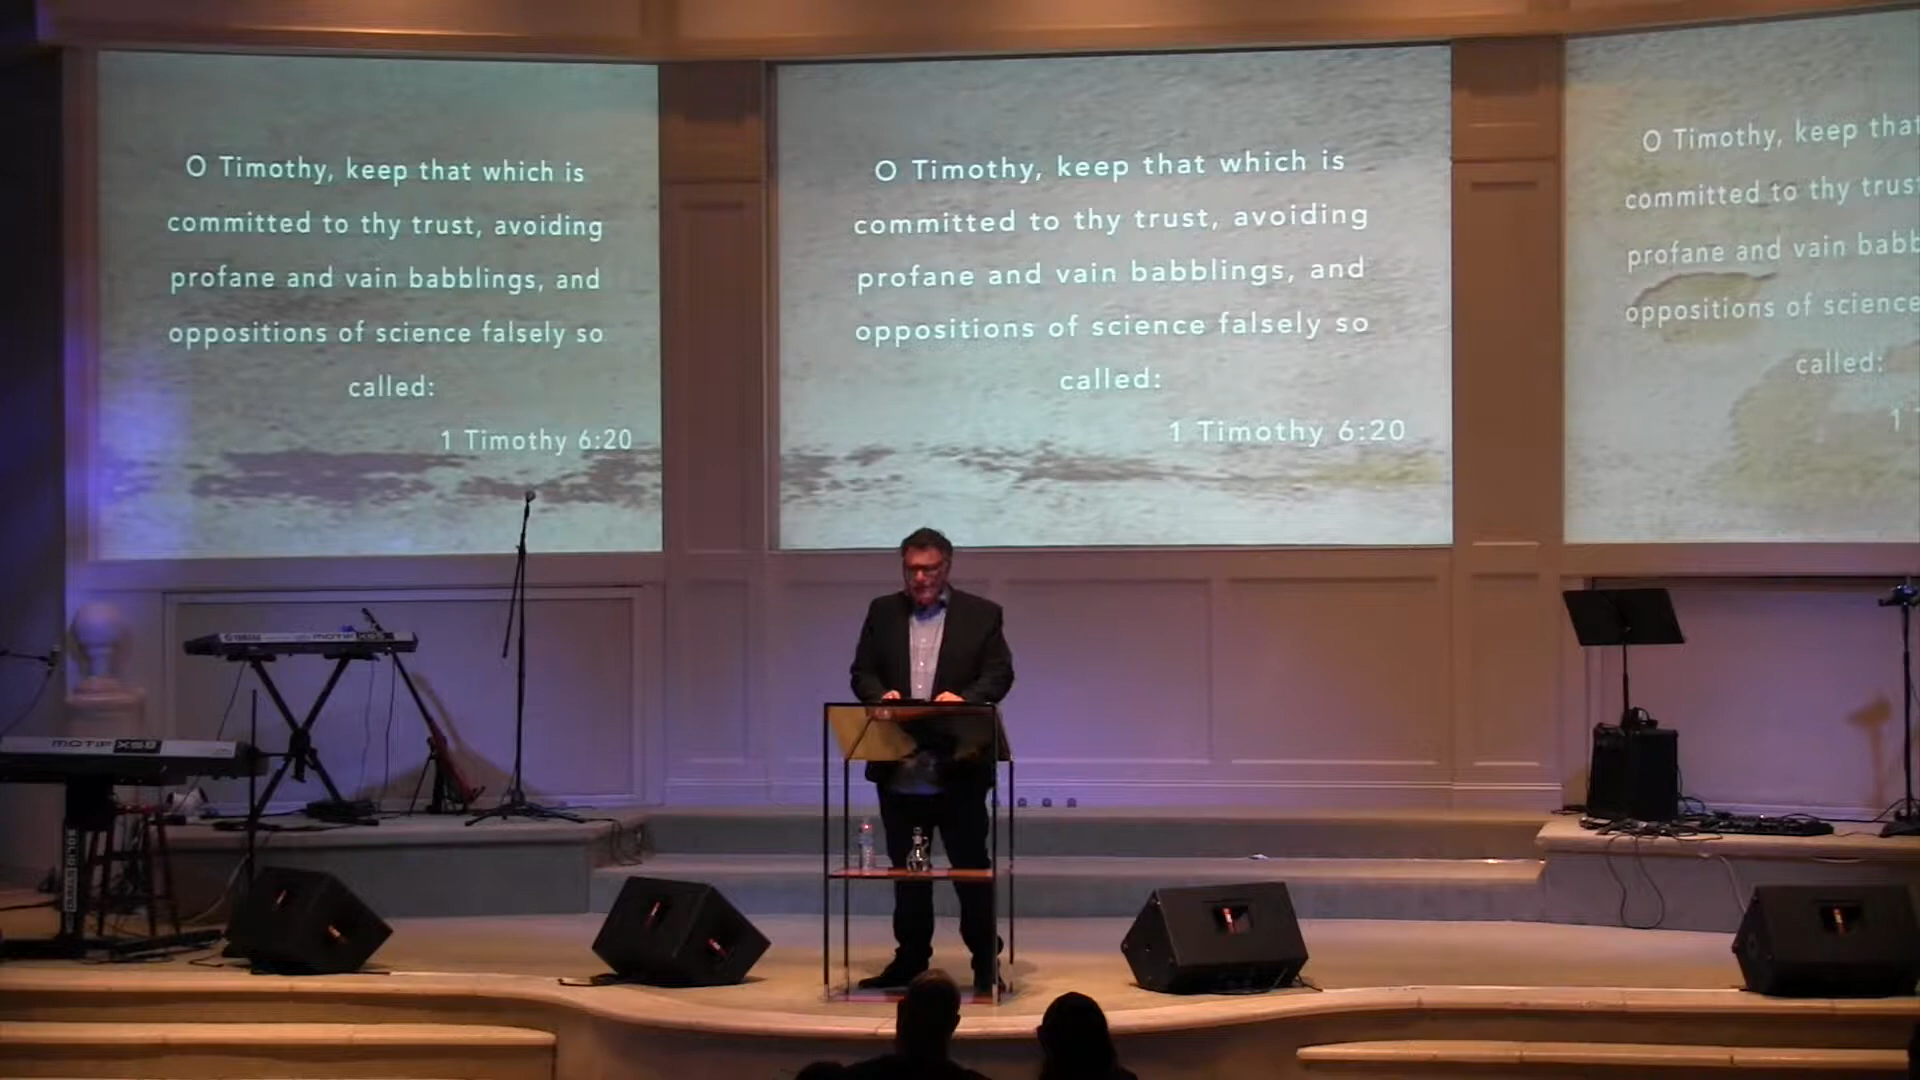 O Timothy, keep that which is
committed to thy trust, avoiding
profane and vain babblings, and
oppositions of science falsely so
called:
1 Timothy 6:20
O Timothy, keep that which is
committed to thy trust, avoiding
profane and vain babblings, and
oppositions of science falsely so
called:
1 Timothy 6:20
O Timothy, keep that
committed to thy trust
profane and vain babb
oppositions of science
called:
1
YAMAHA
MOTIF XS8
MOTIF XS8